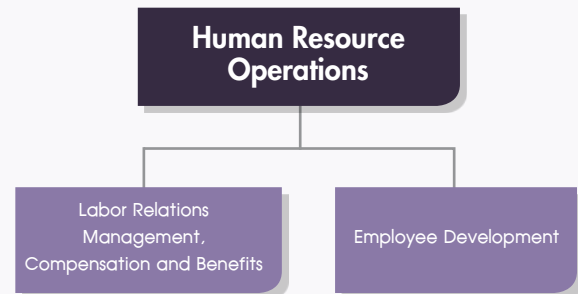 Human Resource
Operations
Labor Relations
Management,
Compensation and Benefits
Employee Development